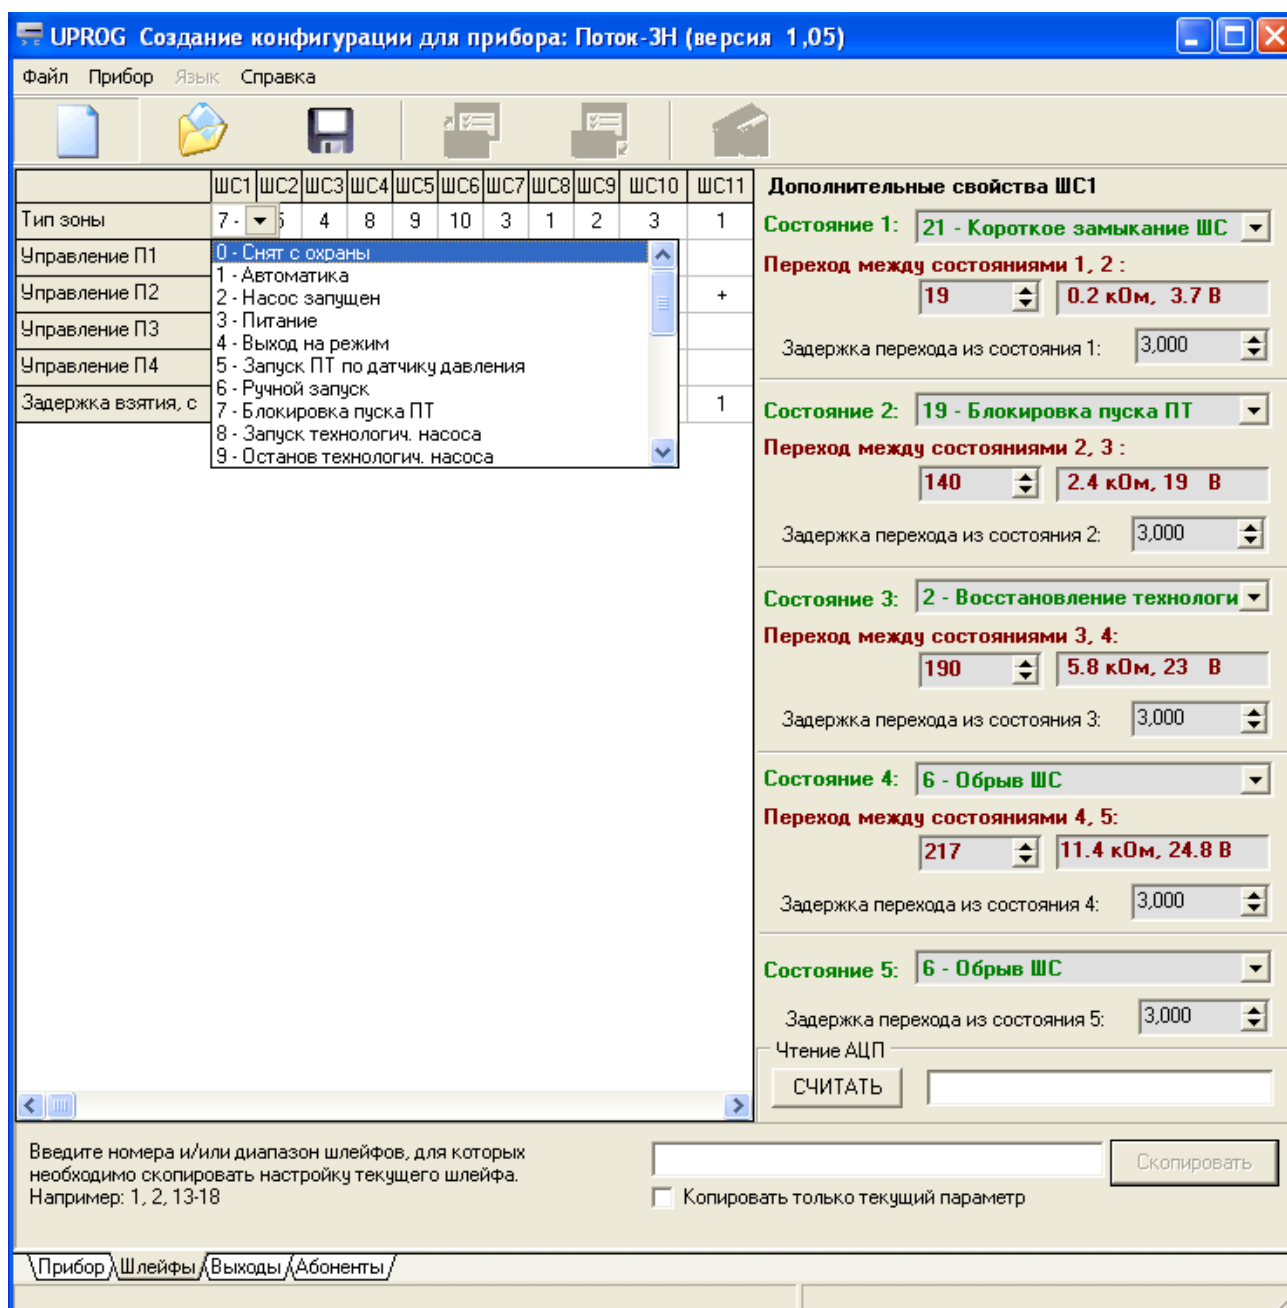 UPROG Создание конфигурации для прибора: Поток-3Н (версия 1,05)
Файл Прибор Язык Справка
ШС1 ШС2 ШС3 ШС4 ШС5 ШС6 ШС7 ШС8 ШС9 ШС10 ШС11
Тип зоны 7 - 4 8 9 10 3 1 2 3 1
Управление П1
Управление П2 +
Управление П3
Управление П4
Задержка взятия, с 1
0 - Снят с охраны
1 - Автоматика
2 - Насос запущен
3 - Питание
4 - Выход на режим
5 - Запуск ПТ по датчику давления
6 - Ручной запуск
7 - Блокировка пуска ПТ
8 - Запуск технологич. насоса
9 - Останов технологич. насоса
Дополнительные свойства ШС1
Состояние 1: 21 - Короткое замыкание ШС
Переход между состояниями 1, 2 :
19 0.2 кОм, 3.7 В
Задержка перехода из состояния 1: 3,000
Состояние 2: 19 - Блокировка пуска ПТ
Переход между состояниями 2, 3 :
140 2.4 кОм, 19 В
Задержка перехода из состояния 2: 3,000
Состояние 3: 2 - Восстановление технологи
Переход между состояниями 3, 4:
190 5.8 кОм, 23 В
Задержка перехода из состояния 3: 3,000
Состояние 4: 6 - Обрыв ШС
Переход между состояниями 4, 5:
217 11.4 кОм, 24.8 В
Задержка перехода из состояния 4: 3,000
Состояние 5: 6 - Обрыв ШС
Задержка перехода из состояния 5: 3,000
Чтение АЦП
СЧИТАТЬ
Введите номера и/или диапазон шлейфов, для которых
необходимо скопировать настройку текущего шлейфа.
Например: 1, 2, 13-18
Скопировать
Копировать только текущий параметр
Прибор Шлейфы Выходы Абоненты